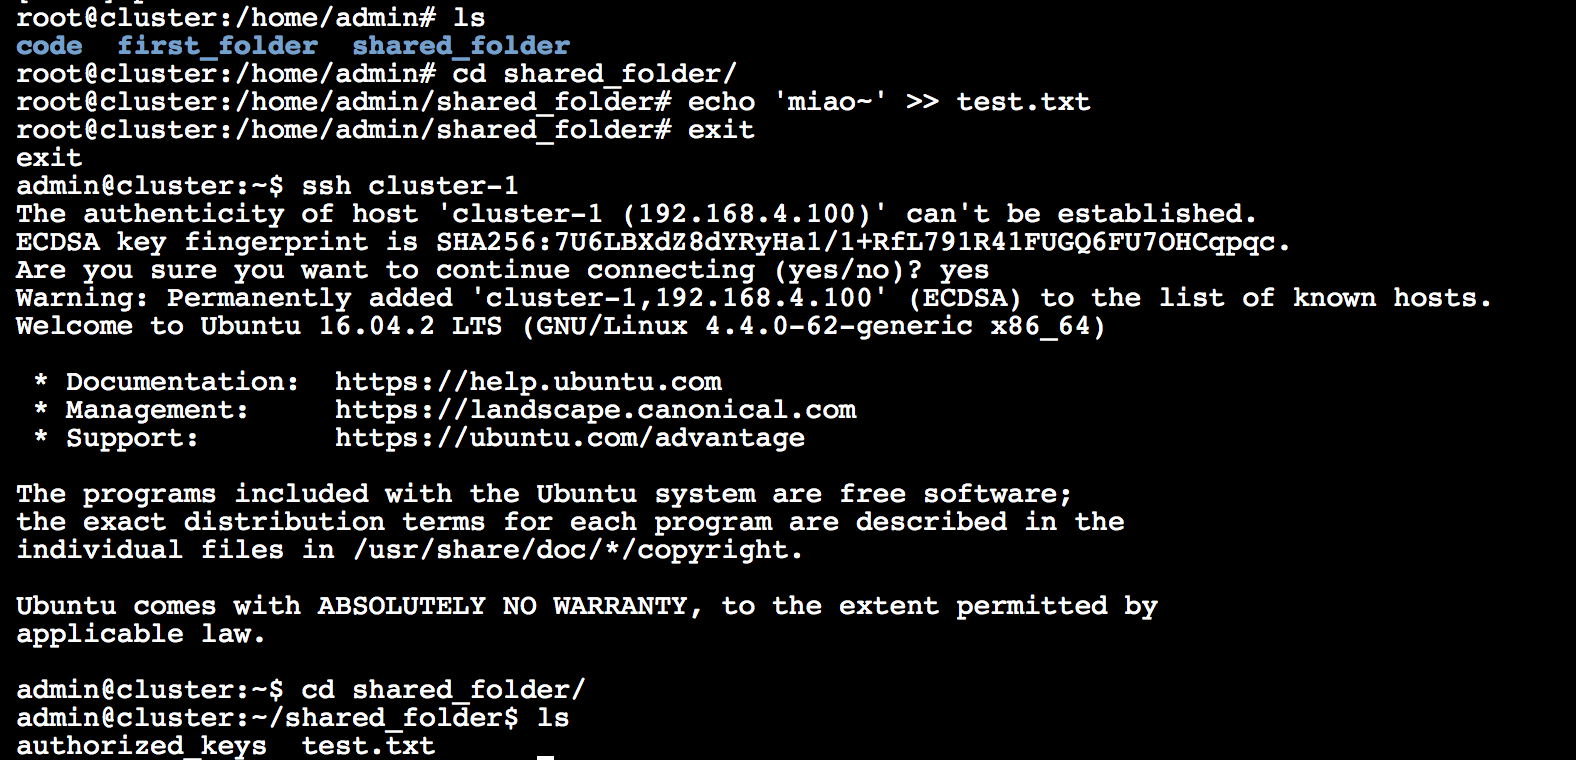 root@cluster:/home/admin# ls
code  first_folder  shared_folder
root@cluster:/home/admin# cd shared_folder/
root@cluster:/home/admin/shared_folder# echo 'miao~' >> test.txt
root@cluster:/home/admin/shared_folder# exit
exit
admin@cluster:~$ ssh cluster-1
The authenticity of host 'cluster-1 (192.168.4.100)' can't be established.
ECDSA key fingerprint is SHA256:7U6LBXdZ8dYRyHa1/1+RfL791R41FUGQ6FU7OHCqpqc.
Are you sure you want to continue connecting (yes/no)? yes
Warning: Permanently added 'cluster-1,192.168.4.100' (ECDSA) to the list of known hosts.
Welcome to Ubuntu 16.04.2 LTS (GNU/Linux 4.4.0-62-generic x86_64)
 * Documentation:  https://help.ubuntu.com
 * Management:     https://landscape.canonical.com
 * Support:        https://ubuntu.com/advantage
The programs included with the Ubuntu system are free software;
the exact distribution terms for each program are described in the
individual files in /usr/share/doc/*/copyright.
Ubuntu comes with ABSOLUTELY NO WARRANTY, to the extent permitted by
applicable law.
admin@cluster:~$ cd shared_folder/
admin@cluster:~/shared_folder$ ls
authorized_keys  test.txt